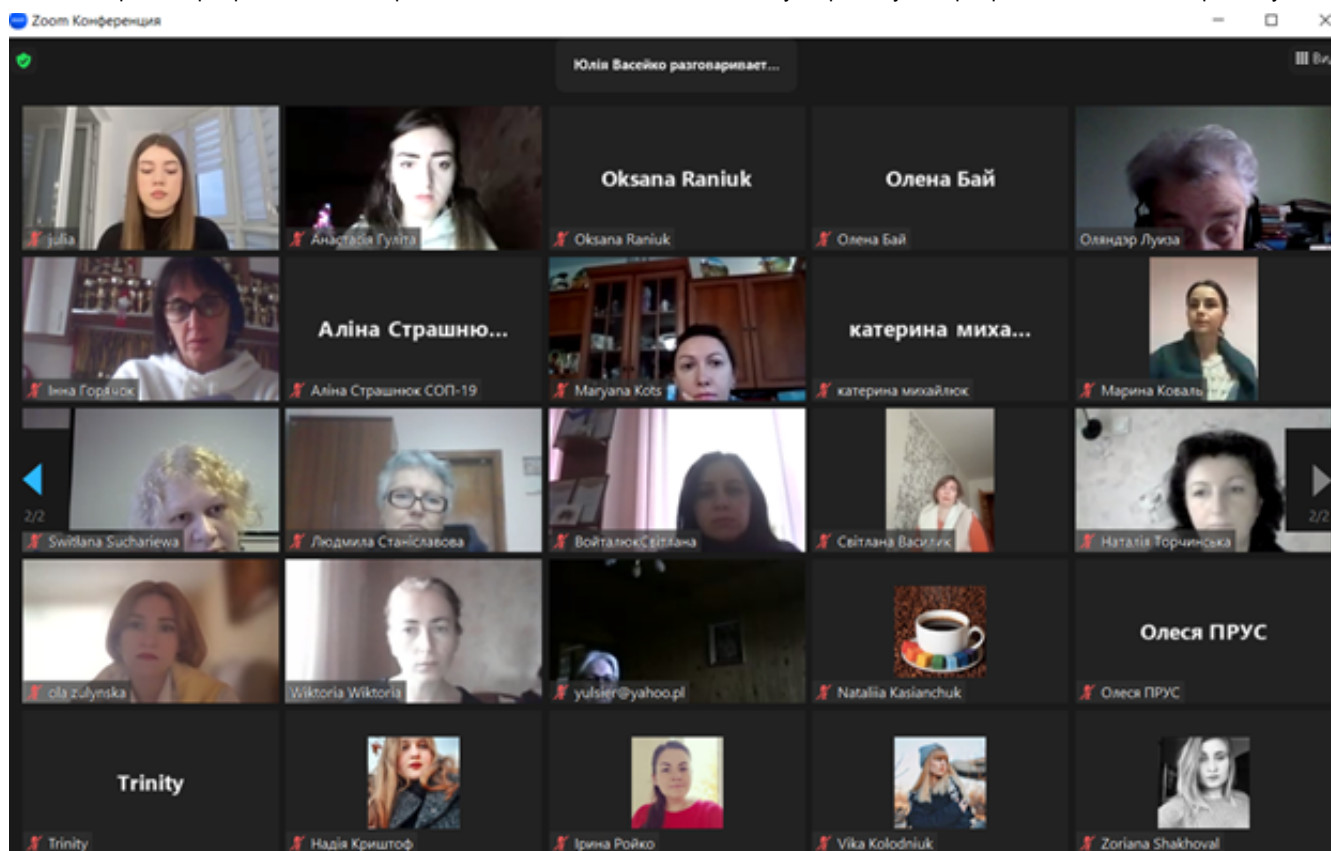 Zoom Конференция
Юлія Васейко разговаривает...
julia
Анастасія Гуліта
Oksana Raniuk
Oksana Raniuk
Олена Бай
Олена Бай
Оляндэр Луиза
Інна Горячок
Аліна Страшню...
Аліна Страшнюк СОП-19
Maryana Kots
катерина миха...
катерина михайлюк
Марина Коваль
2/2
Switlana Suchariewa
Людмила Станіславова
ВойталюкСвітлана
Світлана Василик
Наталія Торчинська
2/2
ola zulynska
Wiktoria Wiktoria
yulsier@yahoo.pl
Nataliia Kasianchuk
Олеся ПРУС
Олеся ПРУС
Trinity
Trinity
Надія Криштоф
Ірина Ройко
Vika Kolodniuk
Zoriana Shakhoval